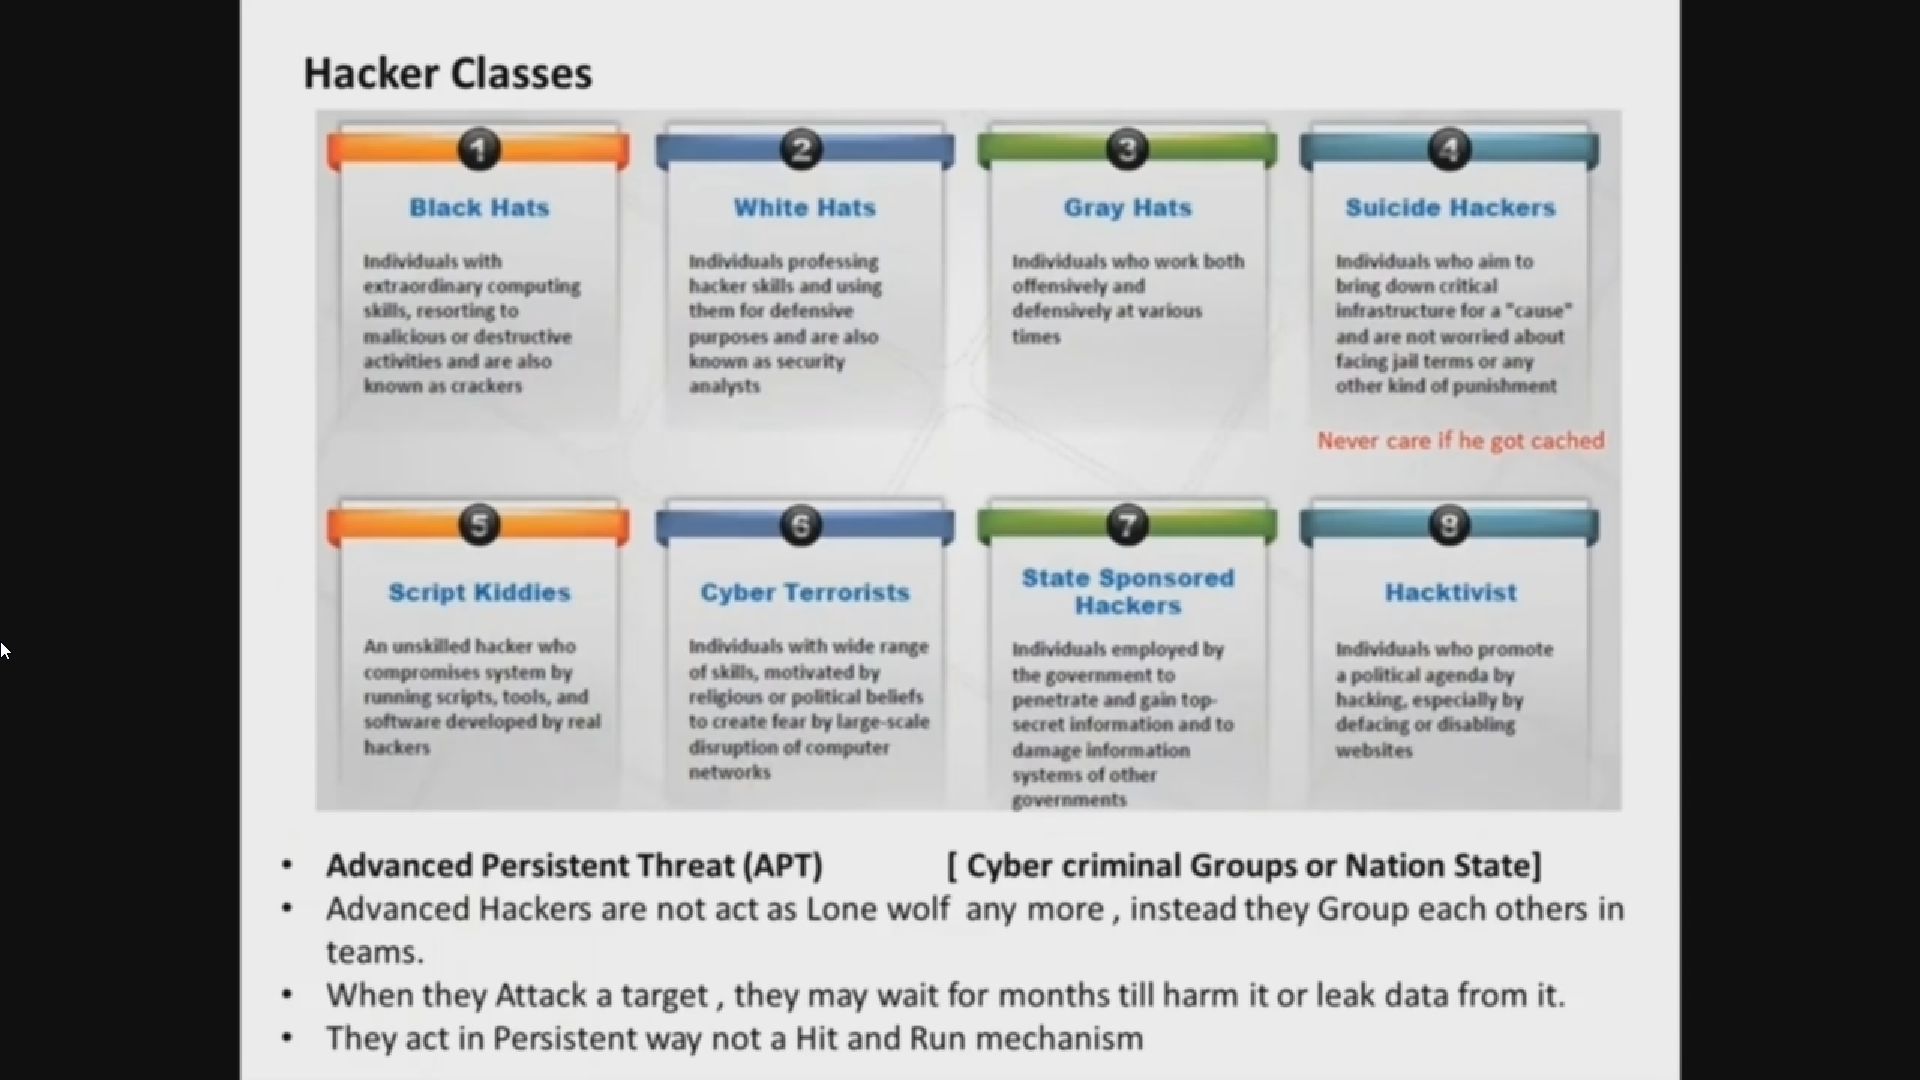 Hacker Classes
1
Black Hats
Individuals with
extraordinary computing
skills, resorting to
malicious or destructive
activities and are also
known as crackers
2
White Hats
Individuals professing
hacker skills and using
them for defensive
purposes and are also
known as security
analysts
3
Gray Hats
Individuals who work both
offensively and
defensively at various
times
4
Suicide Hackers
Individuals who aim to
bring down critical
infrastructure for a "cause"
and are not worried about
facing jail terms or any
other kind of punishment
Never care if he got cached
5
Script Kiddies
An unskilled hacker who
compromises system by
running scripts, tools, and
software developed by real
hackers
6
Cyber Terrorists
Individuals with wide range
of skills, motivated by
religious or political beliefs
to create fear by large-scale
disruption of computer
networks
7
State Sponsored
Hackers
Individuals employed by
the government to
penetrate and gain top-
secret information and to
damage information
systems of other
governments
8
Hacktivist
Individuals who promote
a political agenda by
hacking, especially by
defacing or disabling
websites
• Advanced Persistent Threat (APT) [ Cyber criminal Groups or Nation State]
• Advanced Hackers are not act as Lone wolf any more , instead they Group each others in
teams.
• When they Attack a target , they may wait for months till harm it or leak data from it.
• They act in Persistent way not a Hit and Run mechanism